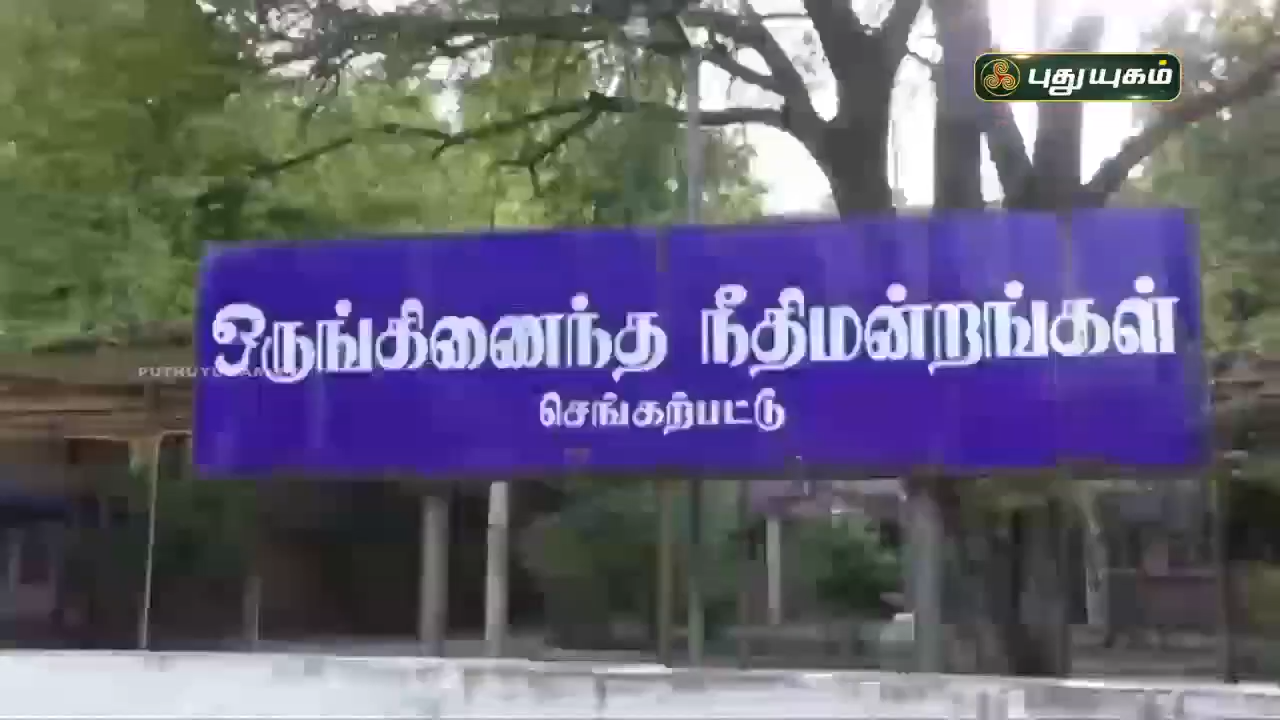 புதுயுகம்
ஒருங்கிணைந்த நீதிமன்றங்கள்
செங்கற்பட்டு